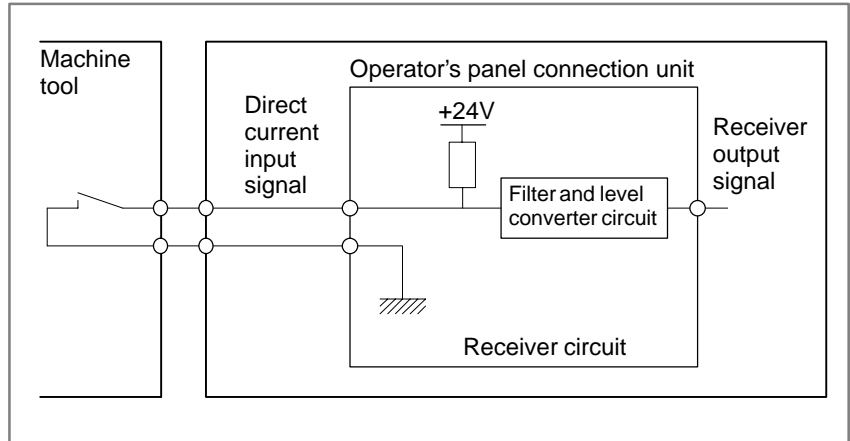 Machine
tool
Operator's panel connection unit
Direct
current
input
signal
+24V
Receiver
output
signal
Filter and level
converter circuit
Receiver circuit